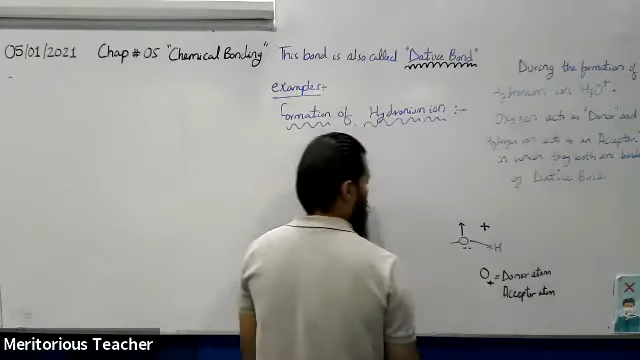 05/01/2021 Chap # 05 "Chemical Bonding" This bond is also called "Dative Bond"
examples:-
Formation of Hydronium ion :-
During the formation of
Hydronium ion H3O+.
Oxygen acts as "Donor" and
Hydrogen ion acts as an Acceptor.
in which they both are
Dative Bond
+
O H
O = Donor atom
+
Acceptor atom
Meritorious Teacher